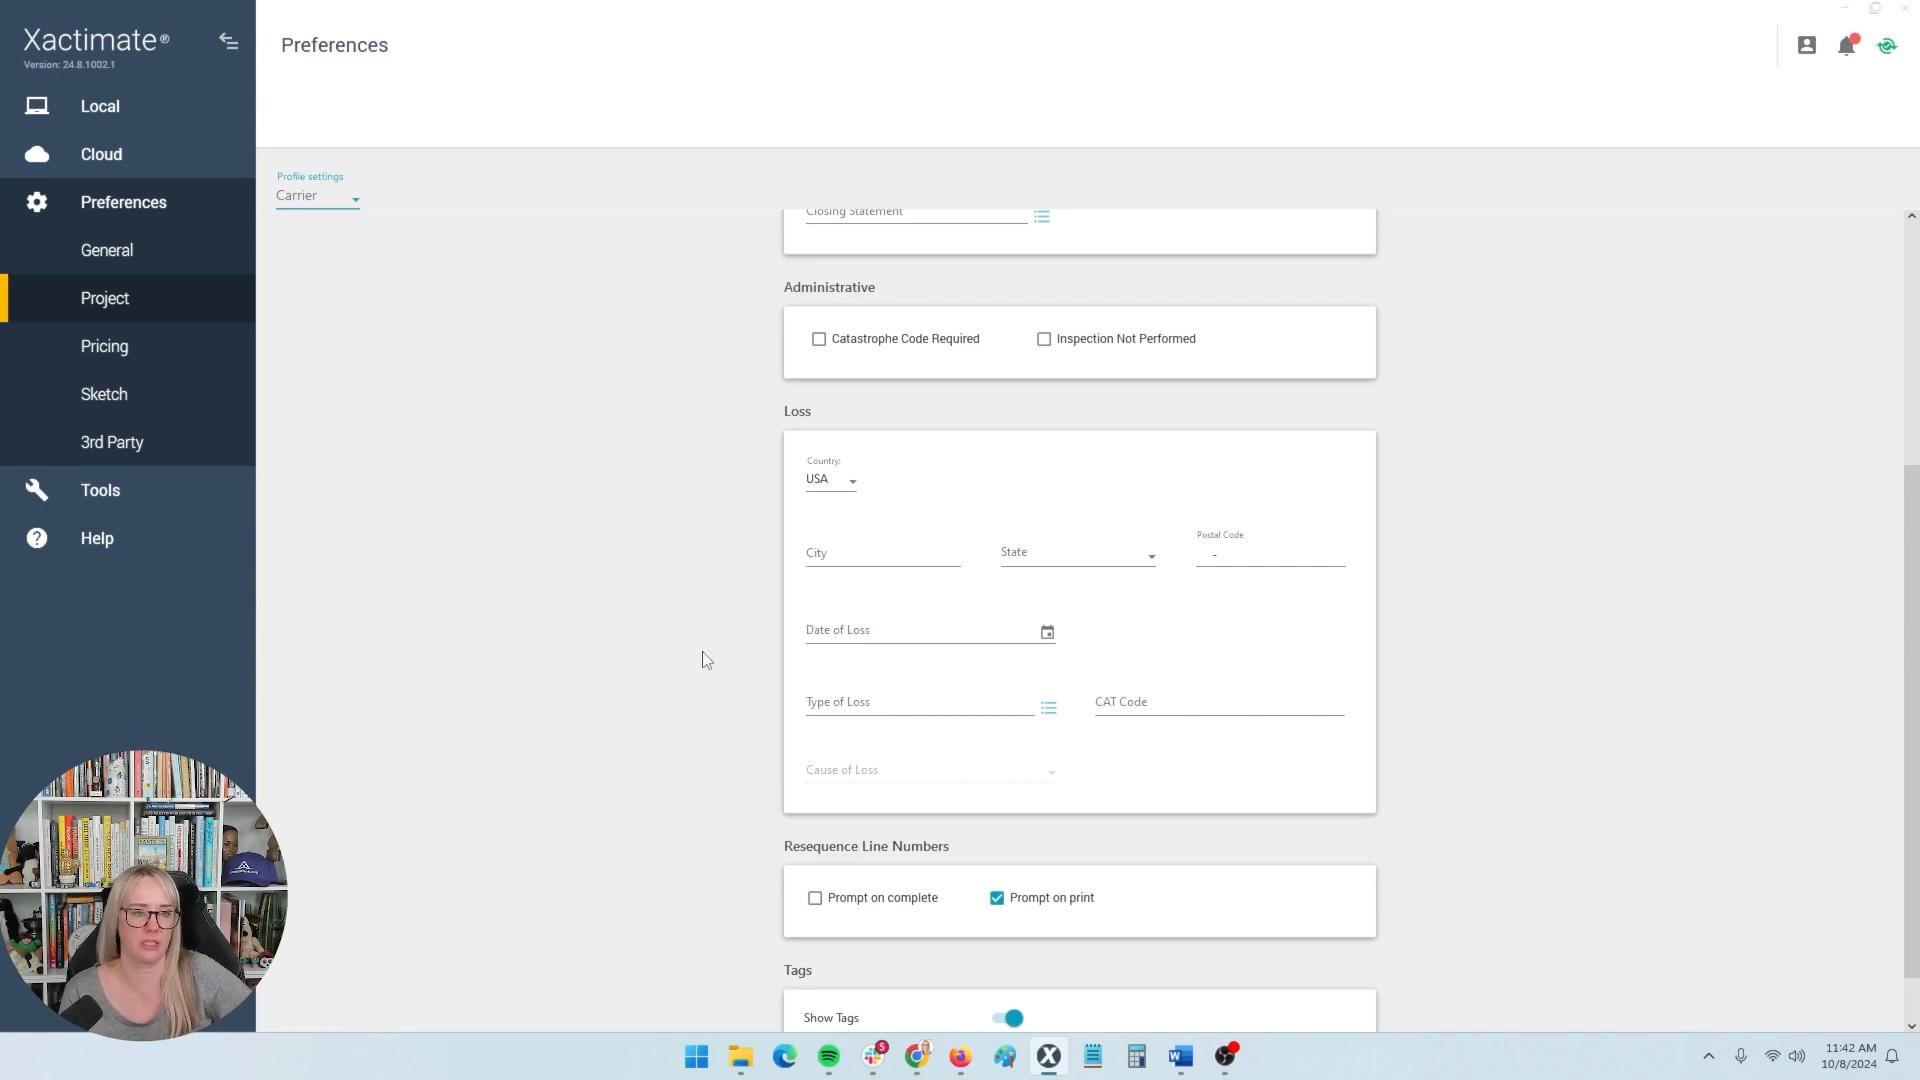 Xactimate®
Version: 24.8.1002.1
Local
Cloud
Preferences
General
Project
Pricing
Sketch
3rd Party
Tools
Help
Preferences
Profile settings
Carrier
Closing Statement
Administrative
Catastrophe Code Required
Inspection Not Performed
Loss
Country:
USA
City
State
Postal Code
-
Date of Loss
Type of Loss
CAT Code
Cause of Loss
Resequence Line Numbers
Prompt on complete
Prompt on print
Tags
Show Tags
5
11:42 AM
10/8/2024